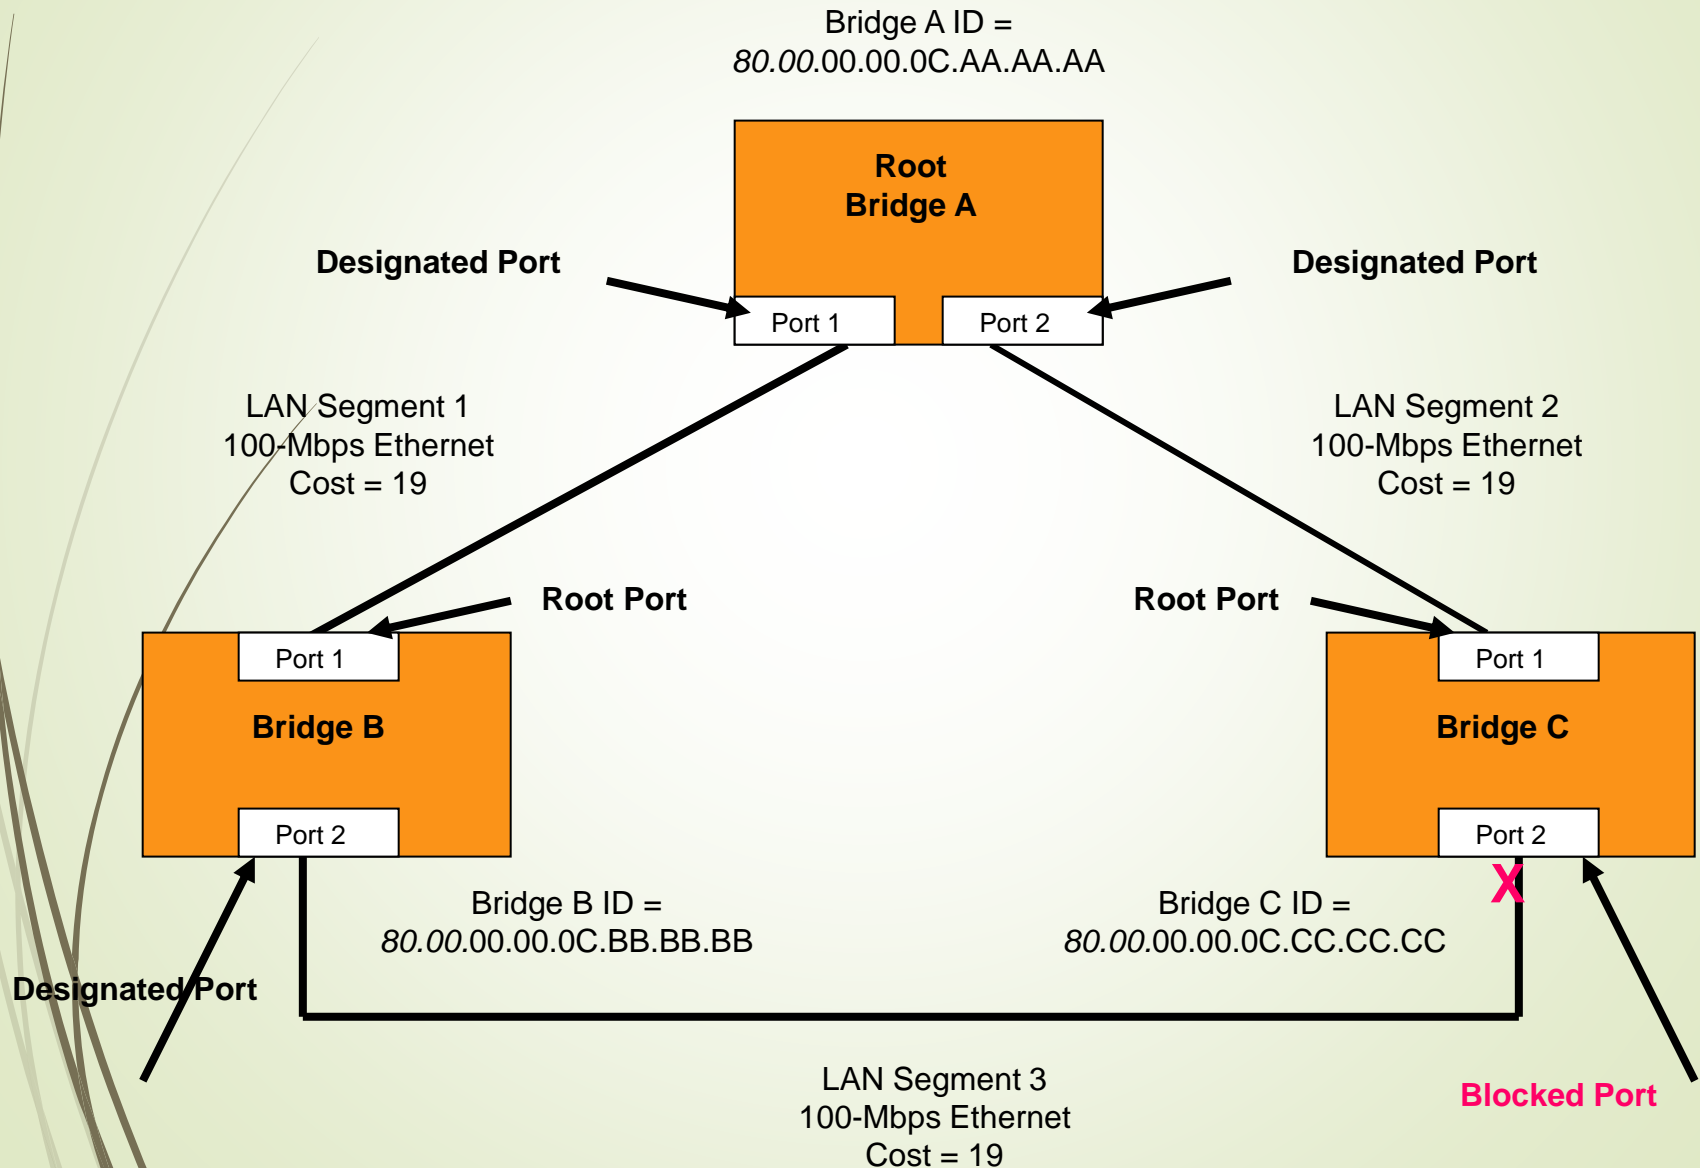 Bridge A ID =
80.00.00.00.0C.AA.AA.AA
Root
Bridge A
Designated Port
Designated Port
Port 1
Port 2
LAN Segment 1
100-Mbps Ethernet
Cost = 19
LAN Segment 2
100-Mbps Ethernet
Cost = 19
Root Port
Root Port
Port 1
Bridge B
Port 2
Port 1
Bridge C
Port 2
X
Bridge B ID =
80.00.00.00.0C.BB.BB.BB
Bridge C ID =
80.00.00.00.0C.CC.CC.CC
Designated Port
LAN Segment 3
100-Mbps Ethernet
Cost = 19
Blocked Port